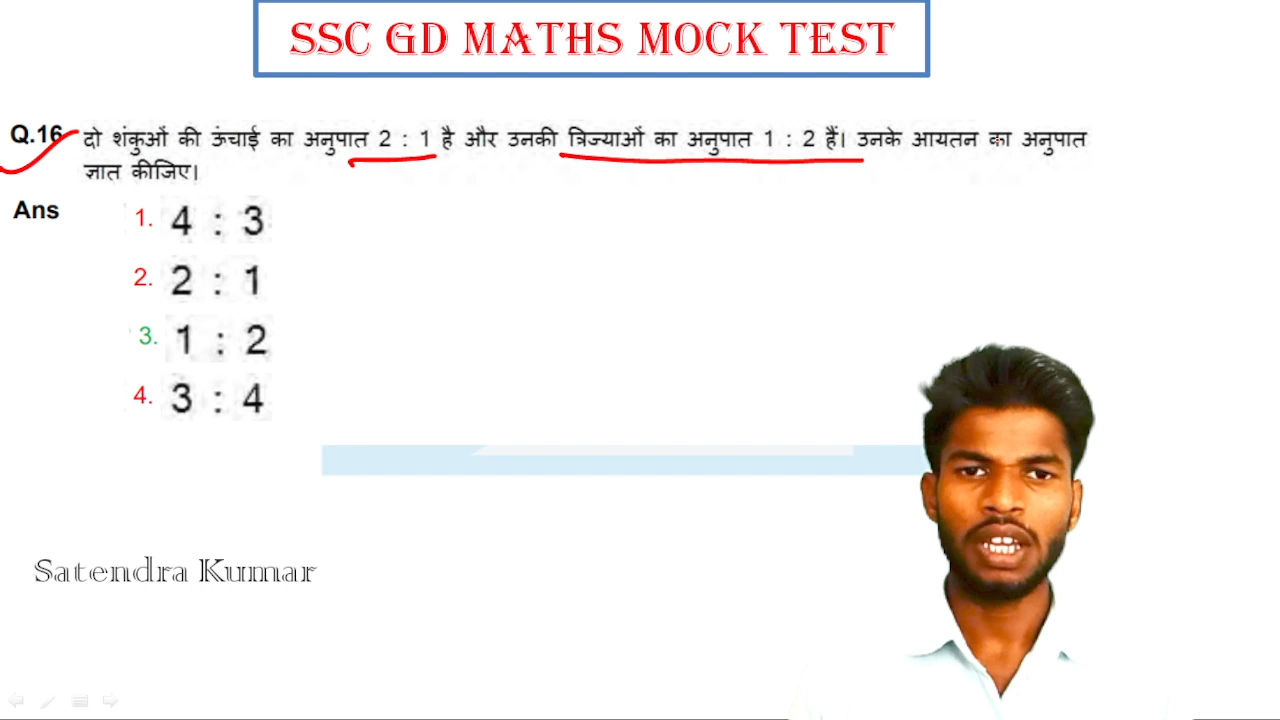 SSC GD MATHS MOCK TEST
Q.16 दो शंकुओं की ऊंचाई का अनुपात 2 : 1 है और उनकी त्रिज्याओं का अनुपात 1 : 2 हैं। उनके आयतन का अनुपात
ज्ञात कीजिए।
Ans
1. 4 : 3
2. 2 : 1
3. 1 : 2
4. 3 : 4
Satendra Kumar